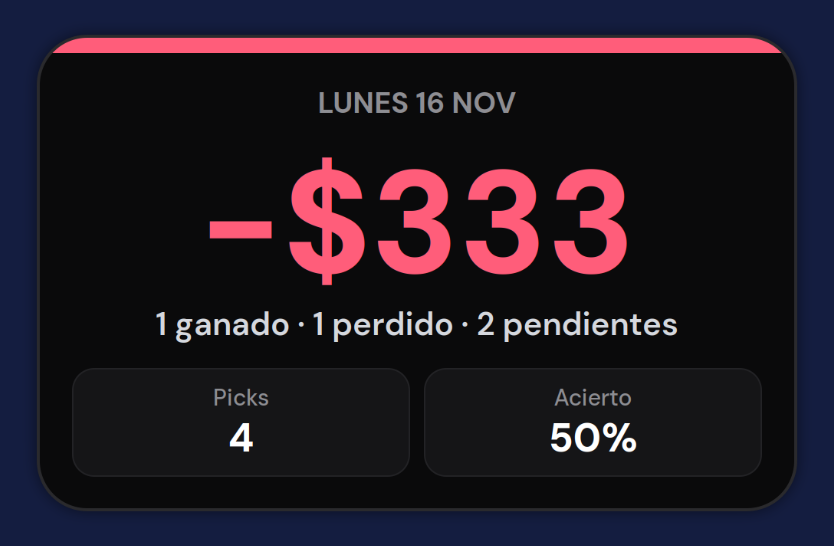 LUNES 16 NOV
-$333
1 ganado · 1 perdido · 2 pendientes
Picks
4
Acierto
50%